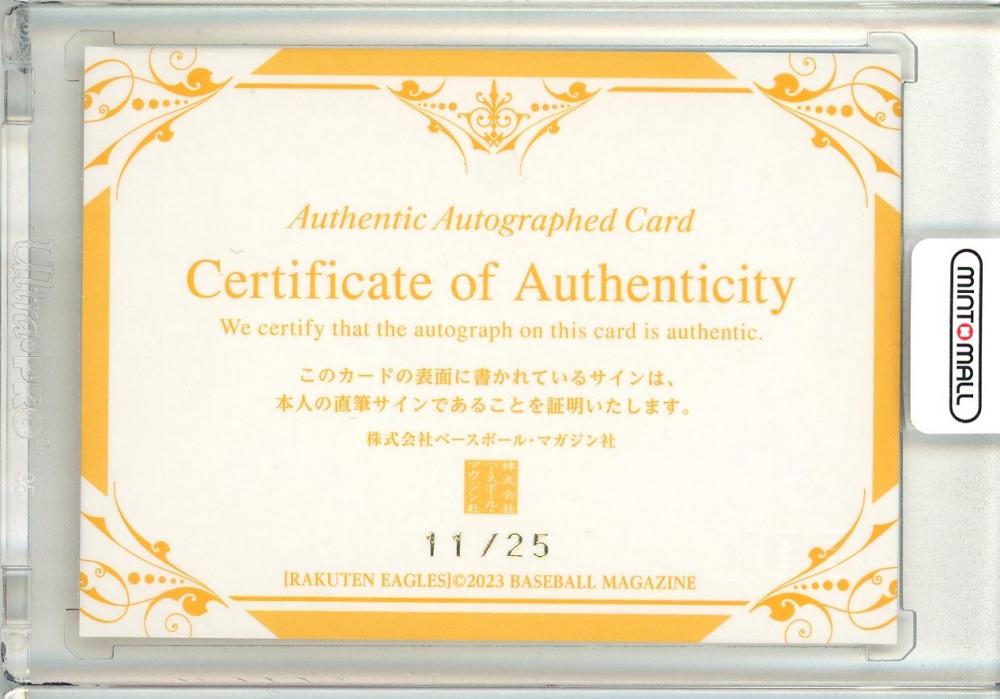 Authentic Autographed Card
Certificate of Authenticity
We certify that the autograph on this card is authentic.
このカードの表面に書かれているサインは、
本人の直筆サインであることを証明いたします。
株式会社ベースボール・マガジン社
株式会社
ベースボール・
マガジン社
11/25
[RAKUTEN EAGLES]©2023 BASEBALL MAGAZINE
MINT MALL
Ultra•PRO®